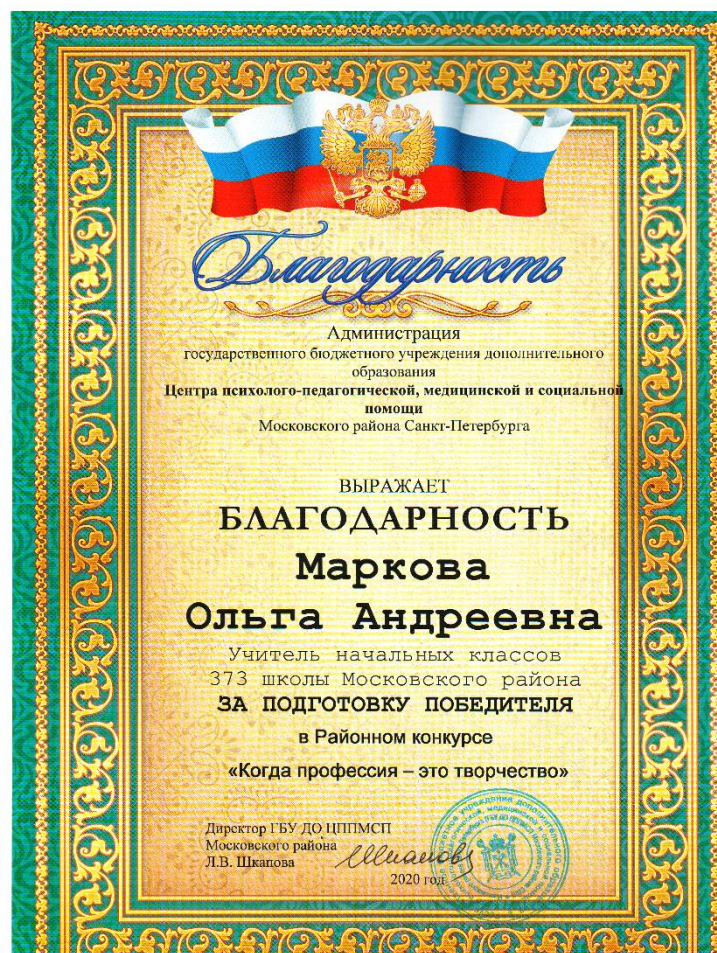 Благодарность
Администрация
государственного бюджетного учреждения дополнительного
образования
Центра психолого-педагогической, медицинской и социальной
помощи
Московского района Санкт-Петербурга
ВЫРАЖАЕТ
БЛАГОДАРНОСТЬ
Маркова
Ольга Андреевна
Учитель начальных классов
373 школы Московского района
ЗА ПОДГОТОВКУ ПОБЕДИТЕЛЯ
в Районном конкурсе
«Когда профессия – это творчество»
Директор ГБУ ДО ЦППМСП
Московского района
Л.В. Шкапова
2020 год